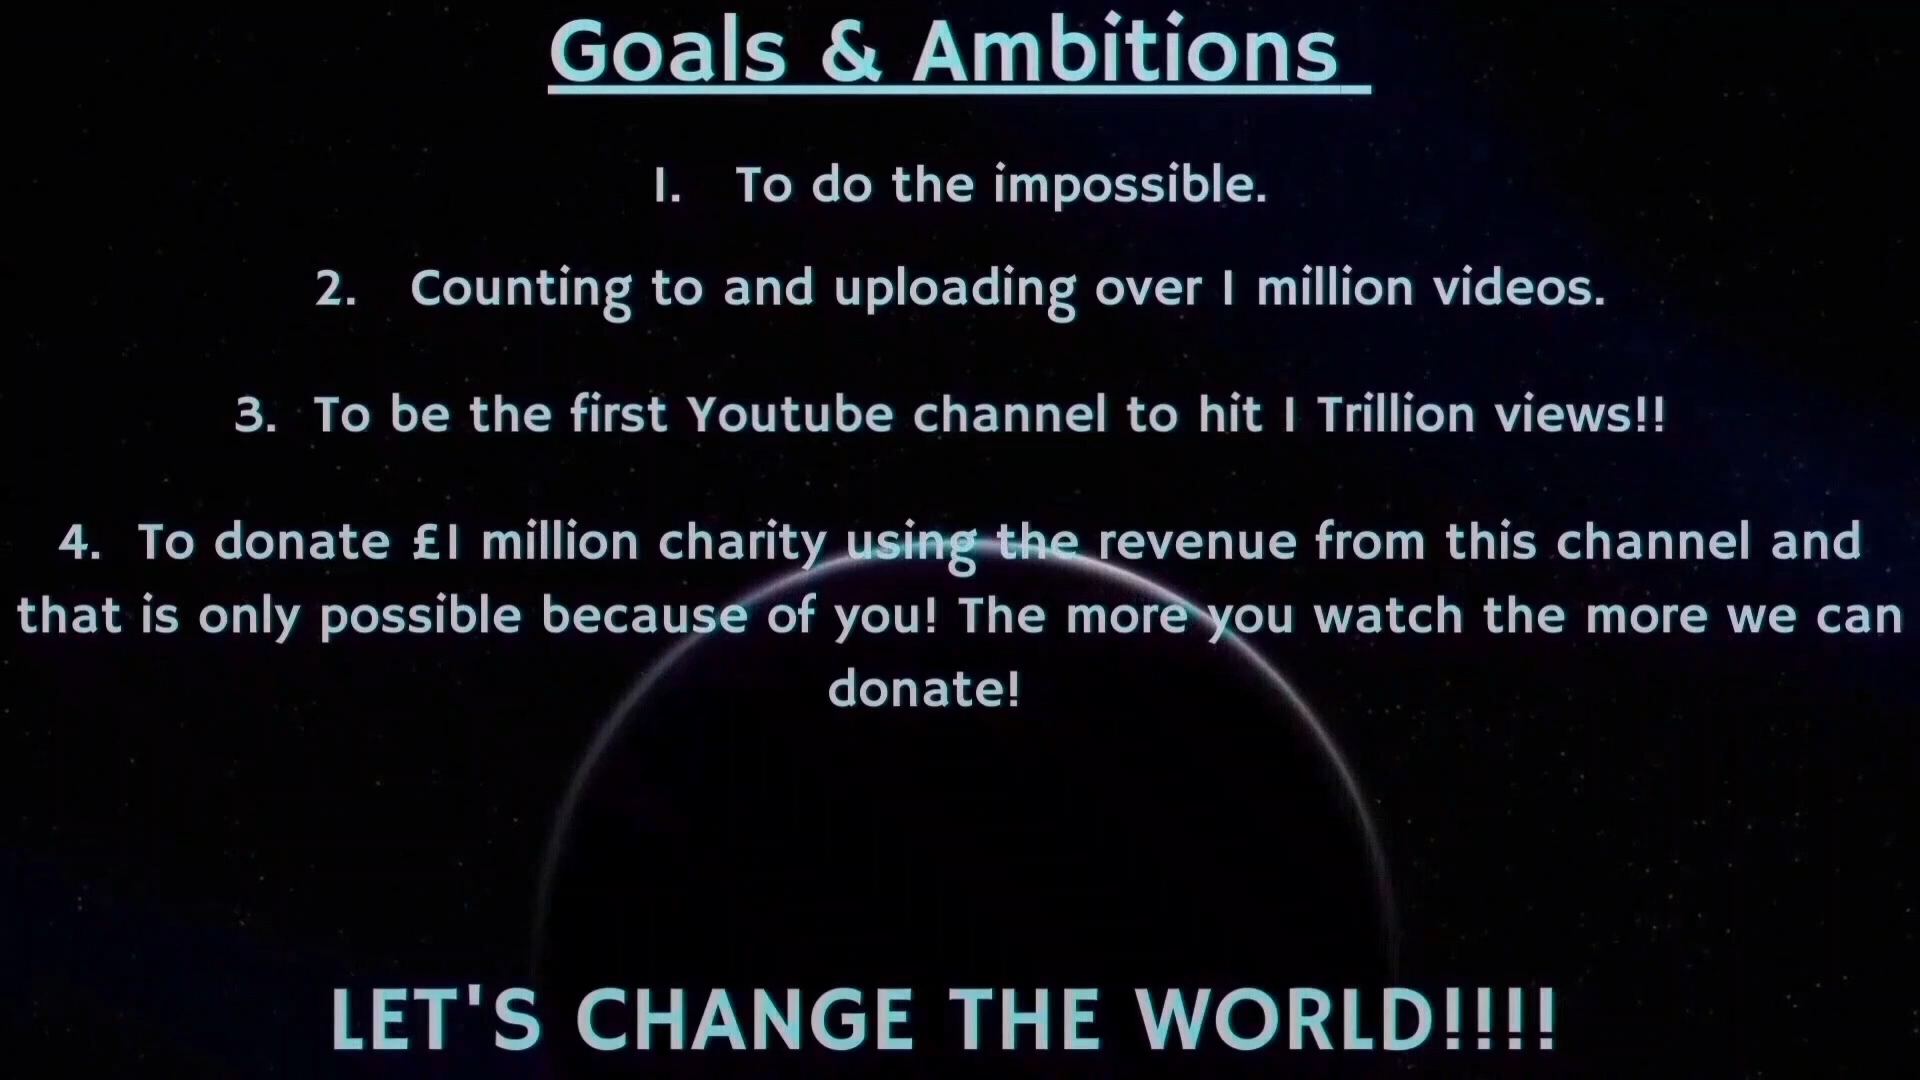 Goals & Ambitions
1. To do the impossible.
2. Counting to and uploading over 1 million videos.
3. To be the first Youtube channel to hit 1 Trillion views!!
4. To donate £1 million charity using the revenue from this channel and
that is only possible because of you! The more you watch the more we can
donate!
LET'S CHANGE THE WORLD!!!!